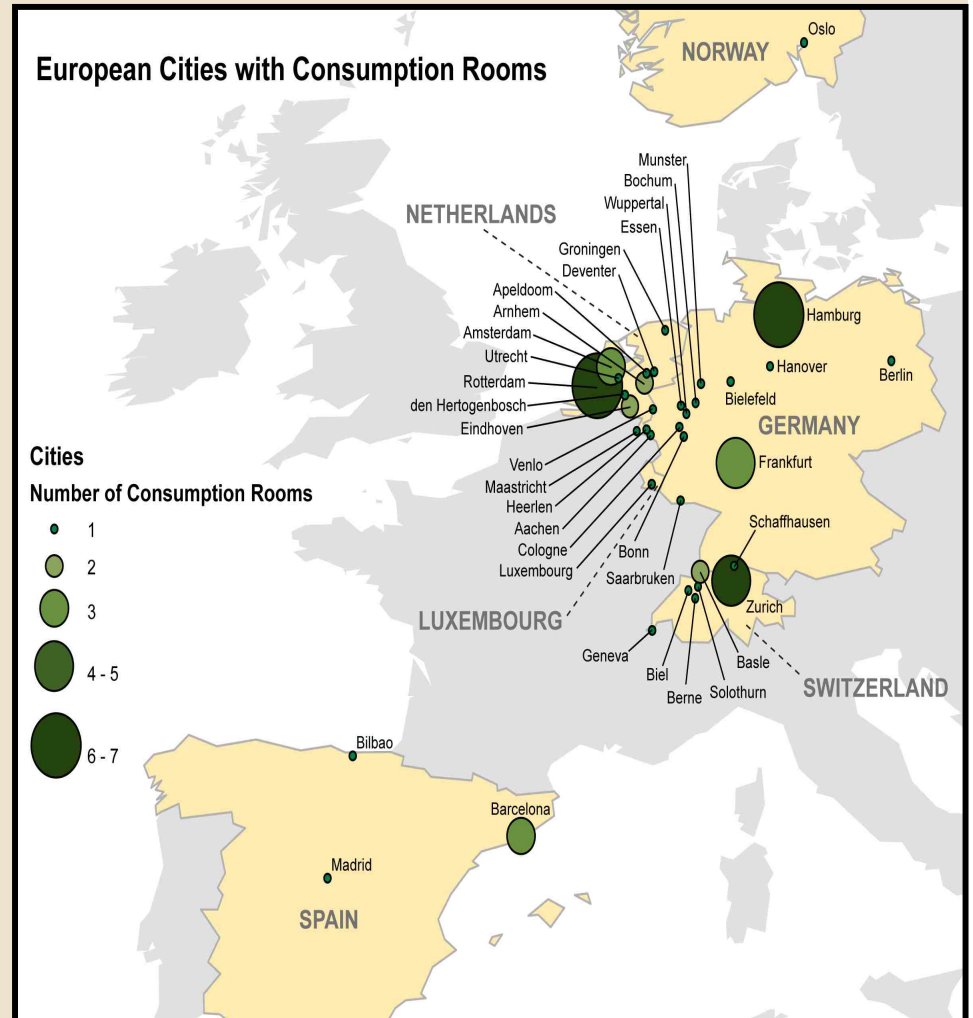 European Cities with Consumption Rooms
Oslo
NORWAY
Munster
Bochum
Wuppertal
Essen
NETHERLANDS
Groningen
Deventer
Apeldoom
Arnhem
Amsterdam
Utrecht
Rotterdam
den Hertogenbosch
Eindhoven
Hamburg
Hanover
Berlin
Bielefeld
GERMANY
Frankfurt
Venlo
Maastricht
Heerlen
Aachen
Cologne
Luxembourg
Bonn
Saarbruken
Schaffhausen
Zurich
LUXEMBOURG
Geneva
Biel
Berne
Solothurn
Basle
SWITZERLAND
Cities
Number of Consumption Rooms
1
2
3
4 - 5
6 - 7
Bilbao
Barcelona
Madrid
SPAIN